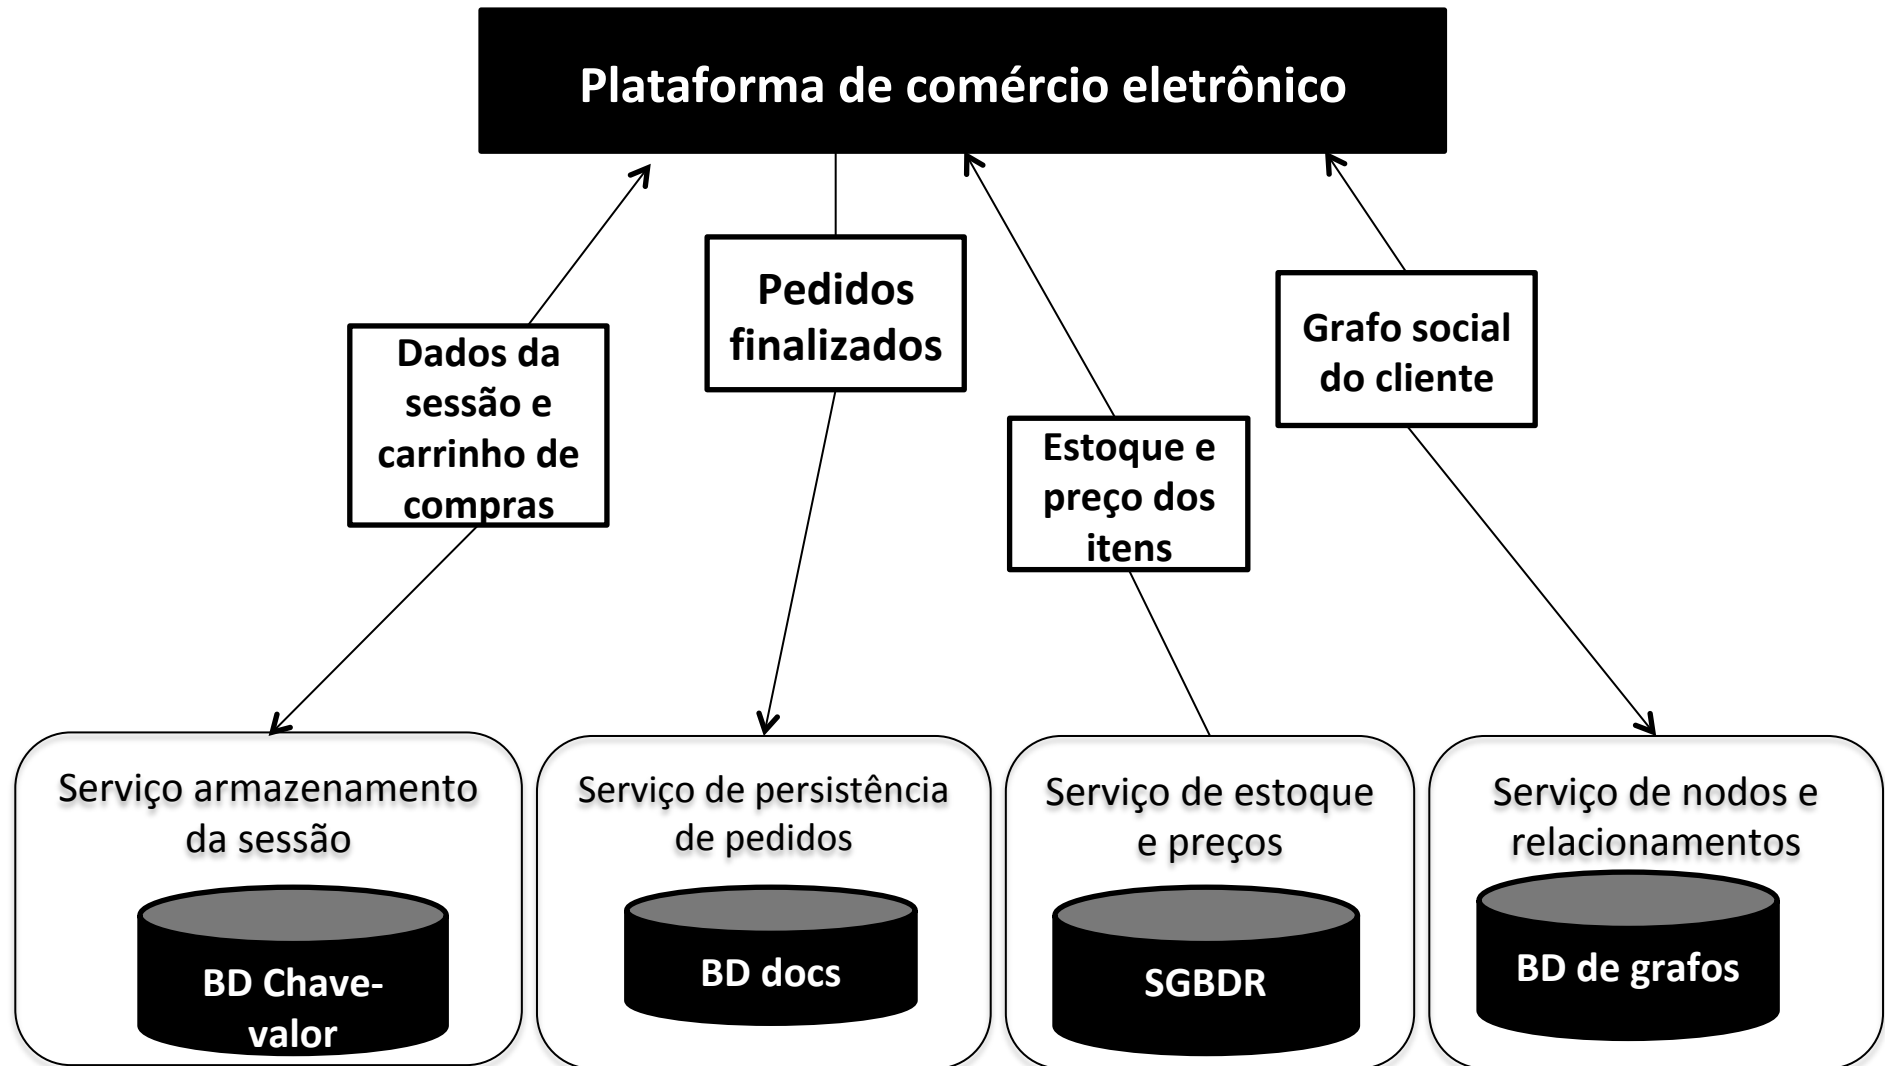 Plataforma de comércio eletrônico
Dados da
sessão e
carrinho de
compras
Pedidos
finalizados
Estoque e
preço dos
itens
Grafo social
do cliente
Serviço armazenamento
da sessão
BD Chave-
valor
Serviço de persistência
de pedidos
BD docs
Serviço de estoque
e preços
SGBDR
Serviço de nodos e
relacionamentos
BD de grafos